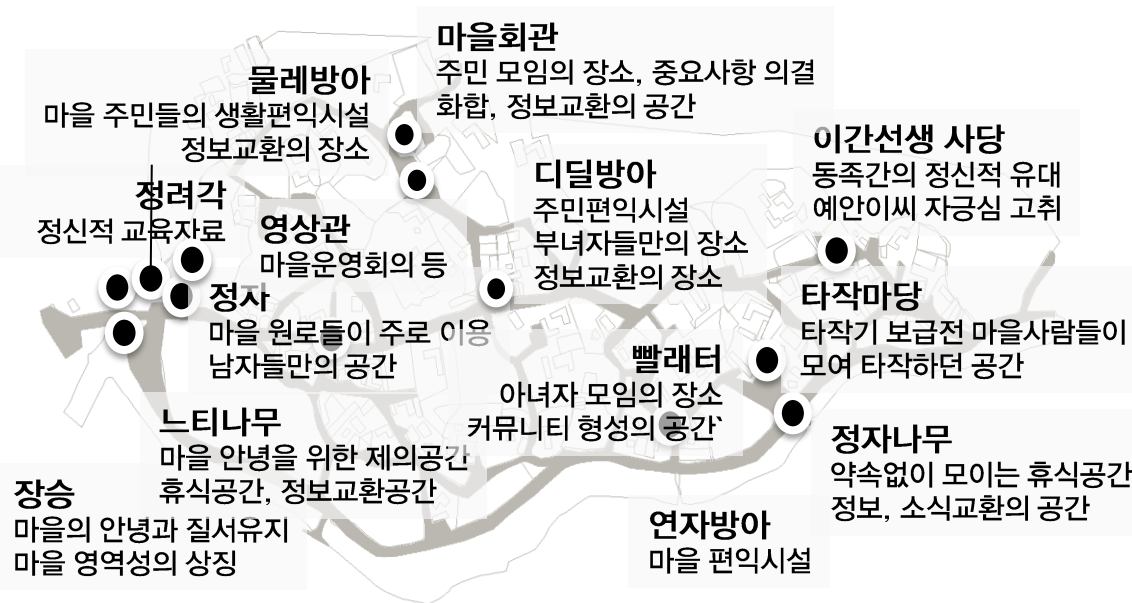 마을회관
주민 모임의 장소, 중요사항 의결
화합, 정보교환의 공간
물레방아
마을 주민들의 생활편익시설
정보교환의 장소
이간선생 사당
동족간의 정신적 유대
예안이씨 자긍심 고취
디딜방아
주민편익시설
부녀자들만의 장소
정보교환의 장소
정려각
정신적 교육자료
영상관
마을운영회의 등
정자
마을 원로들이 주로 이용
남자들만의 공간
타작마당
타작기 보급전 마을사람들이
모여 타작하던 공간
빨래터
아녀자 모임의 장소
커뮤니티 형성의 공간`
느티나무
마을 안녕을 위한 제의공간
휴식공간, 정보교환공간
정자나무
약속없이 모이는 휴식공간
정보, 소식교환의 공간
장승
마을의 안녕과 질서유지
마을 영역성의 상징
연자방아
마을 편익시설